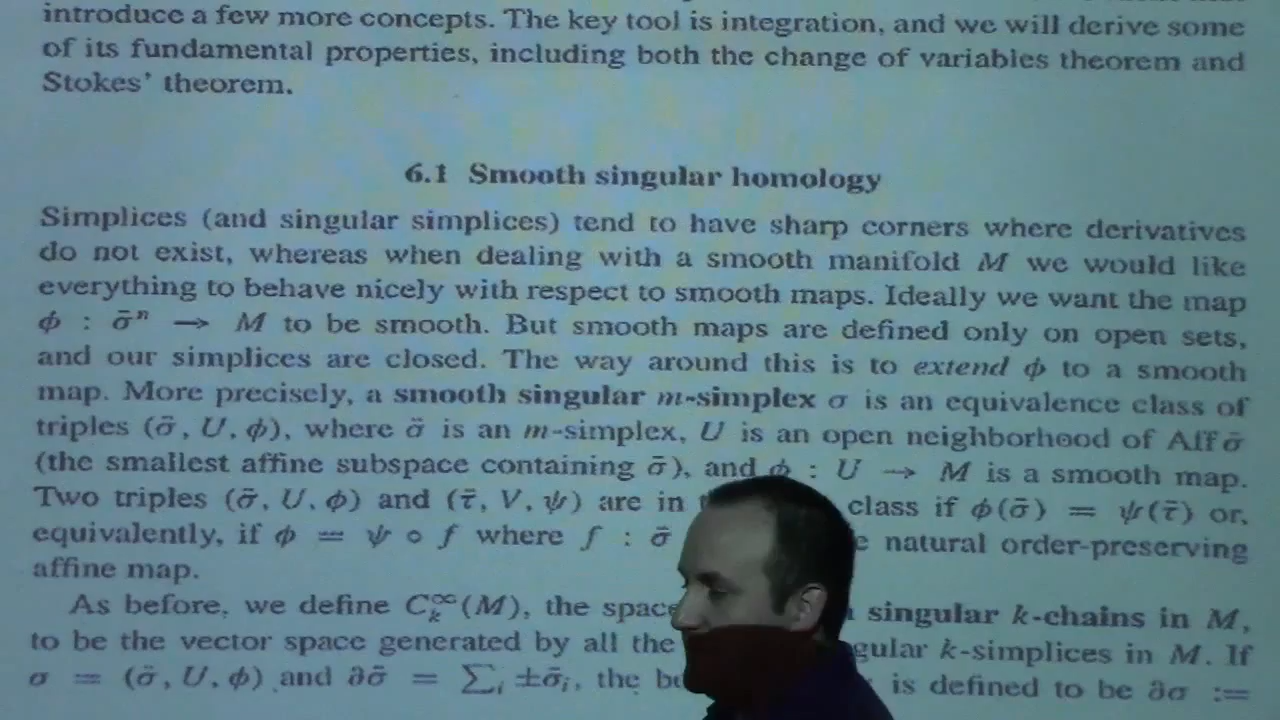 introduce a few more concepts. The key tool is integration, and we will derive some
of its fundamental properties, including both the change of variables theorem and
Stokes' theorem.
6.1 Smooth singular homology
Simplices (and singular simplices) tend to have sharp corners where derivatives
do not exist, whereas when dealing with a smooth manifold M we would like
everything to behave nicely with respect to smooth maps. Ideally we want the map
ϕ : σ̄ⁿ → M to be smooth. But smooth maps are defined only on open sets,
and our simplices are closed. The way around this is to extend ϕ to a smooth
map. More precisely, a smooth singular m-simplex σ is an equivalence class of
triples (σ̄, U, ϕ), where σ̄ is an m-simplex, U is an open neighborhood of Aff σ̄
(the smallest affine subspace containing σ̄), and ϕ : U → M is a smooth map.
Two triples (σ̄, U, ϕ) and (τ̄, V, ψ) are in class if ϕ(σ̄) = ψ(τ̄) or,
equivalently, if ϕ = ψ ∘ f where f : σ̄ natural order-preserving
affine map.
As before, we define C_k^∞(M), the space singular k-chains in M,
to be the vector space generated by all the k-simplices in M. If
σ = (σ̄, U, ϕ) and ∂σ̄ = ∑ᵢ ±σ̄ᵢ, the is defined to be ∂σ :=